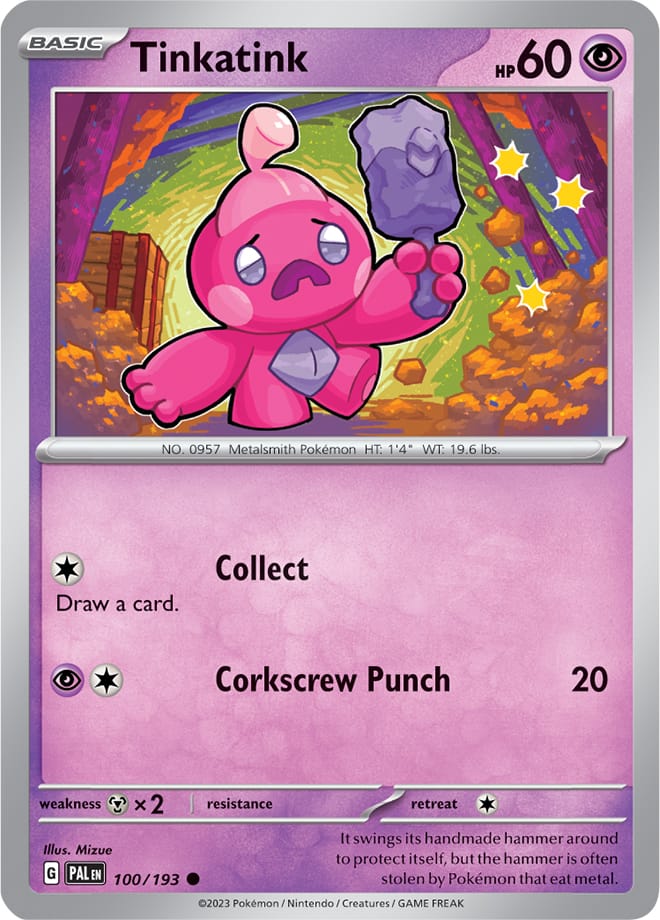 BASIC Tinkatink HP 60
NO. 0957 Metalsmith Pokémon HT: 1'4" WT: 19.6 lbs.
Collect
Draw a card.
Corkscrew Punch 20
weakness ×2 resistance retreat
Illus. Mizue
It swings its handmade hammer around
to protect itself, but the hammer is often
stolen by Pokémon that eat metal.
G PAL EN 100/193
©2023 Pokémon / Nintendo / Creatures / GAME FREAK